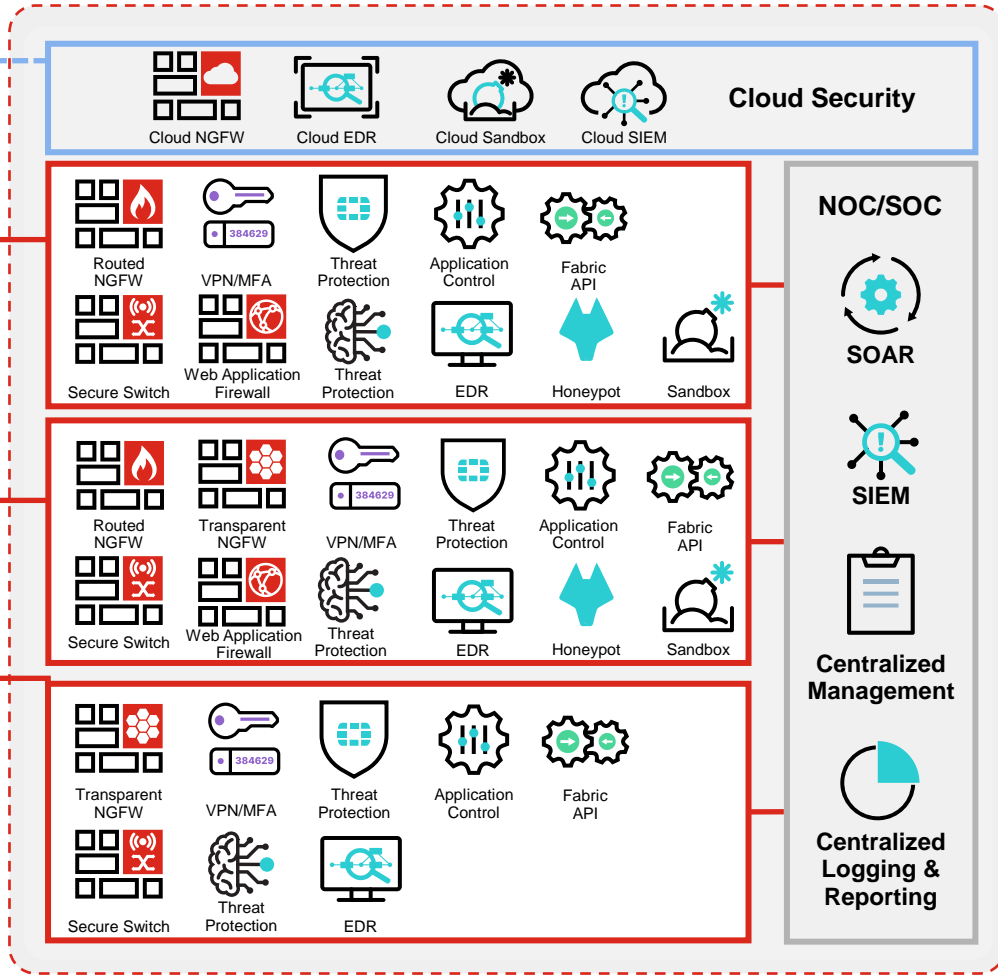 Cloud NGFW
Cloud EDR
Cloud Sandbox
Cloud SIEM
Cloud Security
384629
Routed
NGFW
VPN/MFA
Threat
Protection
Application
Control
Fabric
API
Secure Switch
Web Application
Firewall
Threat
Protection
EDR
Honeypot
Sandbox
384629
Routed
NGFW
Transparent
NGFW
VPN/MFA
Threat
Protection
Application
Control
Fabric
API
Secure Switch
Web Application
Firewall
Threat
Protection
EDR
Honeypot
Sandbox
384629
Transparent
NGFW
VPN/MFA
Threat
Protection
Application
Control
Fabric
API
Secure Switch
Threat
Protection
EDR
NOC/SOC
SOAR
SIEM
Centralized
Management
Centralized
Logging &
Reporting